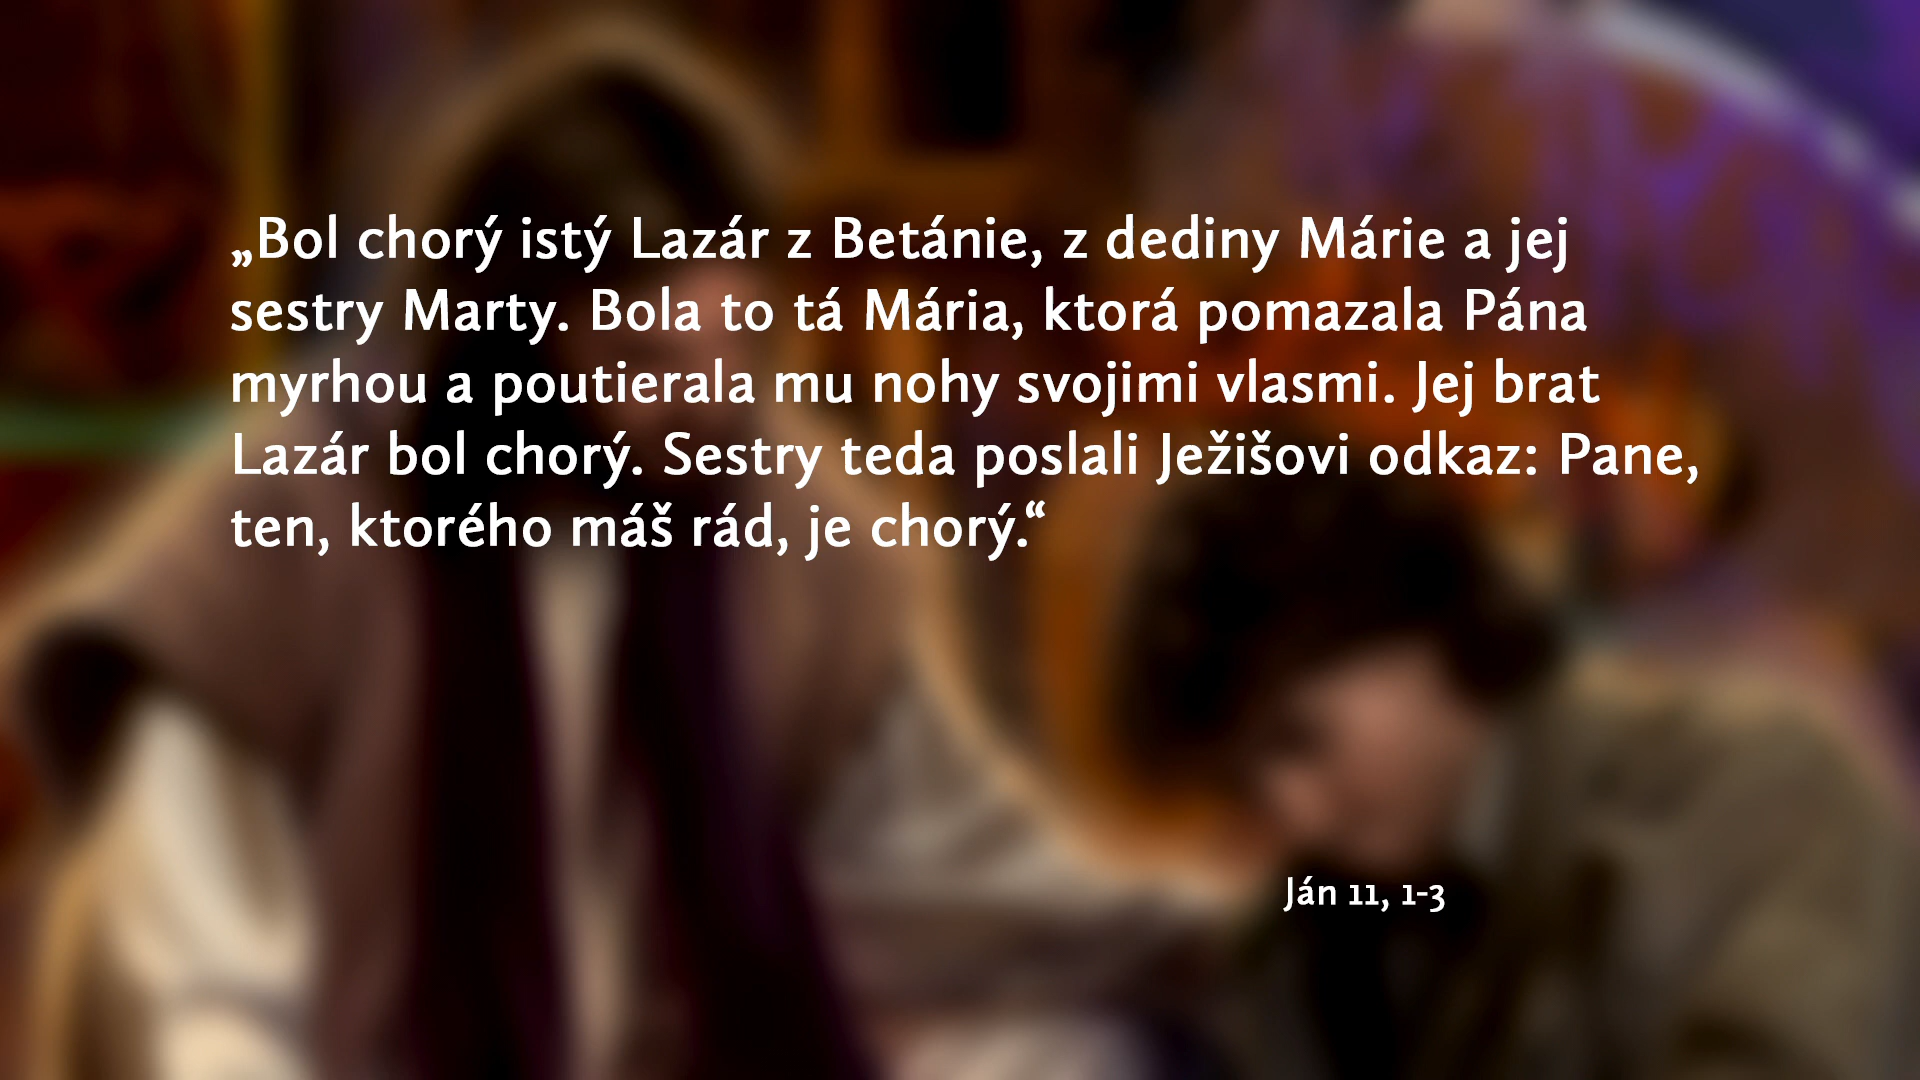 „Bol chorý istý Lazár z Betánie, z dediny Márie a jej
sestry Marty. Bola to tá Mária, ktorá pomazala Pána
myrhou a poutierala mu nohy svojimi vlasmi. Jej brat
Lazár bol chorý. Sestry teda poslali Ježišovi odkaz: Pane,
ten, ktorého máš rád, je chorý.“
Ján 11, 1-3